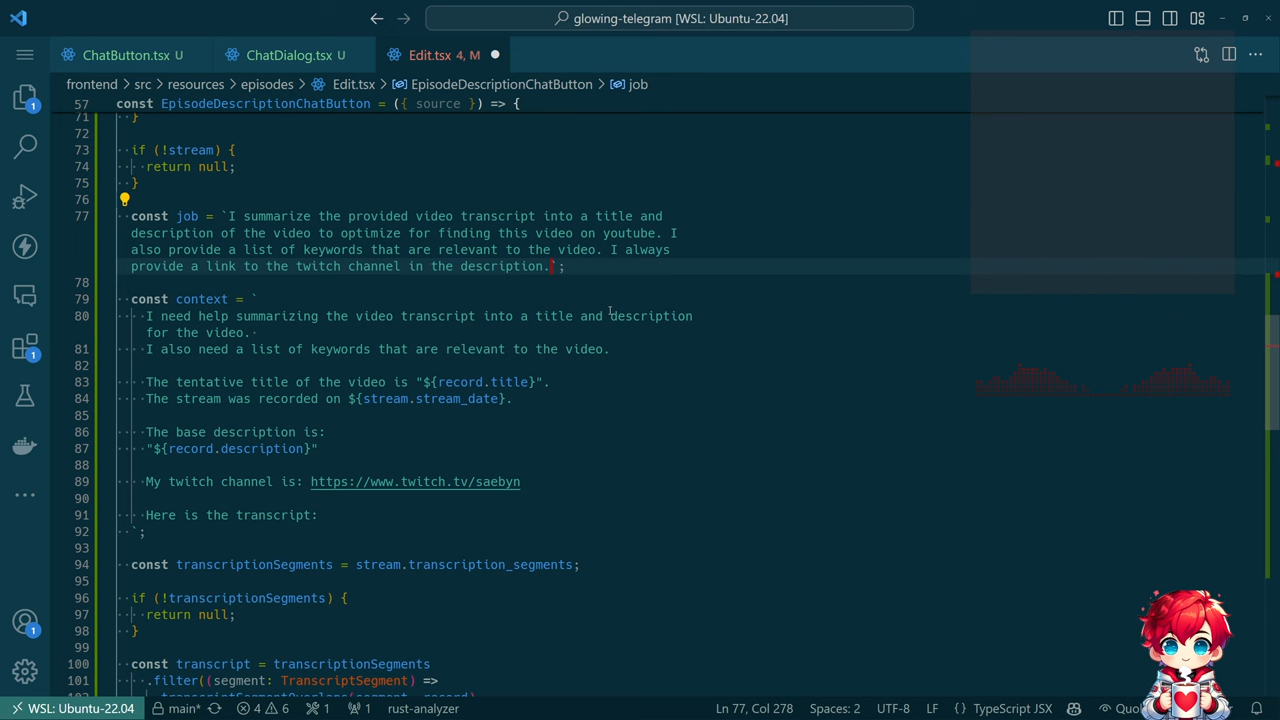 glowing-telegram [WSL: Ubuntu-22.04]
ChatButton.tsx U
ChatDialog.tsx U
Edit.tsx 4, M
frontend > src > resources > episodes > Edit.tsx > EpisodeDescriptionChatButton > job
57 const EpisodeDescriptionChatButton = ({ source }) => {
71 }
72
73 if (!stream) {
74 return null;
75 }
76
77 const job = `I summarize the provided video transcript into a title and
description of the video to optimize for finding this video on youtube. I
also provide a list of keywords that are relevant to the video. I always
provide a link to the twitch channel in the description.`;
78
79 const context = `
80 I need help summarizing the video transcript into a title and description
for the video.
81 I also need a list of keywords that are relevant to the video.
82
83 The tentative title of the video is "${record.title}".
84 The stream was recorded on ${stream.stream_date}.
85
86 The base description is:
87 "${record.description}"
88
89 My twitch channel is: https://www.twitch.tv/saebyn
90
91 Here is the transcript:
92 `;
93
94 const transcriptionSegments = stream.transcription_segments;
95
96 if (!transcriptionSegments) {
97 return null;
98 }
99
100 const transcript = transcriptionSegments
101 .filter((segment: TranscriptSegment) =>
WSL: Ubuntu-22.04 main* 4 6 1 1 rust-analyzer Ln 77, Col 278 Spaces: 2 UTF-8 LF {} TypeScript JSX Quo